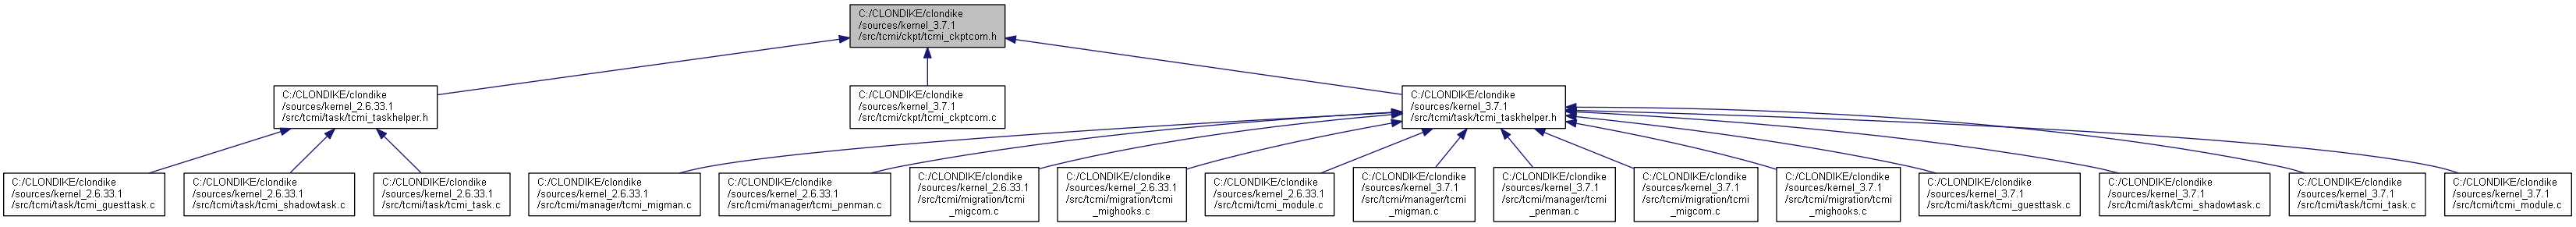 C:/CLONDIKE/clondike
/sources/kernel_3.7.1
/src/tcmi/ckpt/tcmi_ckptcom.h
C:/CLONDIKE/clondike
/sources/kernel_2.6.33.1
/src/tcmi/task/tcmi_taskhelper.h
C:/CLONDIKE/clondike
/sources/kernel_3.7.1
/src/tcmi/ckpt/tcmi_ckptcom.c
C:/CLONDIKE/clondike
/sources/kernel_3.7.1
/src/tcmi/task/tcmi_taskhelper.h
C:/CLONDIKE/clondike
/sources/kernel_2.6.33.1
/src/tcmi/task/tcmi_guesttask.c
C:/CLONDIKE/clondike
/sources/kernel_2.6.33.1
/src/tcmi/task/tcmi_shadowtask.c
C:/CLONDIKE/clondike
/sources/kernel_2.6.33.1
/src/tcmi/task/tcmi_task.c
C:/CLONDIKE/clondike
/sources/kernel_2.6.33.1
/src/tcmi/manager/tcmi_migman.c
C:/CLONDIKE/clondike
/sources/kernel_2.6.33.1
/src/tcmi/manager/tcmi_penman.c
C:/CLONDIKE/clondike
/sources/kernel_2.6.33.1
/src/tcmi/migration/tcmi
_migcom.c
C:/CLONDIKE/clondike
/sources/kernel_2.6.33.1
/src/tcmi/migration/tcmi
_mighooks.c
C:/CLONDIKE/clondike
/sources/kernel_2.6.33.1
/src/tcmi/tcmi_module.c
C:/CLONDIKE/clondike
/sources/kernel_3.7.1
/src/tcmi/manager/tcmi
_migman.c
C:/CLONDIKE/clondike
/sources/kernel_3.7.1
/src/tcmi/manager/tcmi
_penman.c
C:/CLONDIKE/clondike
/sources/kernel_3.7.1
/src/tcmi/migration/tcmi
_migcom.c
C:/CLONDIKE/clondike
/sources/kernel_3.7.1
/src/tcmi/migration/tcmi
_mighooks.c
C:/CLONDIKE/clondike
/sources/kernel_3.7.1
/src/tcmi/task/tcmi_guesttask.c
C:/CLONDIKE/clondike
/sources/kernel_3.7.1
/src/tcmi/task/tcmi_shadowtask.c
C:/CLONDIKE/clondike
/sources/kernel_3.7.1
/src/tcmi/task/tcmi_task.c
C:/CLONDIKE/clondike
/sources/kernel_3.7.1
/src/tcmi/tcmi_module.c